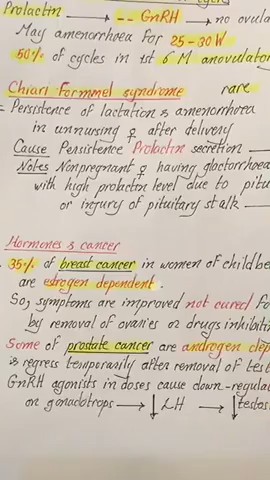 Prolactin → -- GnRH → no ovula
May amenorrhoea for 25-30W
50% of cycles in 1st 6 M anovulator
Chiari Formmel syndrome rare
= Persistence of lactation & amenorrhoea
in unnursing ♀ after delivery
Cause Persistence Prolactin secretion
Notes Nonpregnant ♀ having glactorrhoea
with high prolactin level due to pitu
or injury of pituitary stalk
Hormones & cancer
35% of breast cancer in women of childbe
are estrogen dependent.
So, symptoms are improved not cured fo
by removal of ovaries or drugs inhibiti
Some of prostate cancer are androgen dep
is regress temporarily after removal of test
GnRH agonists in doses cause down-regula
on gonadotrops → ↓LH → ↓testos